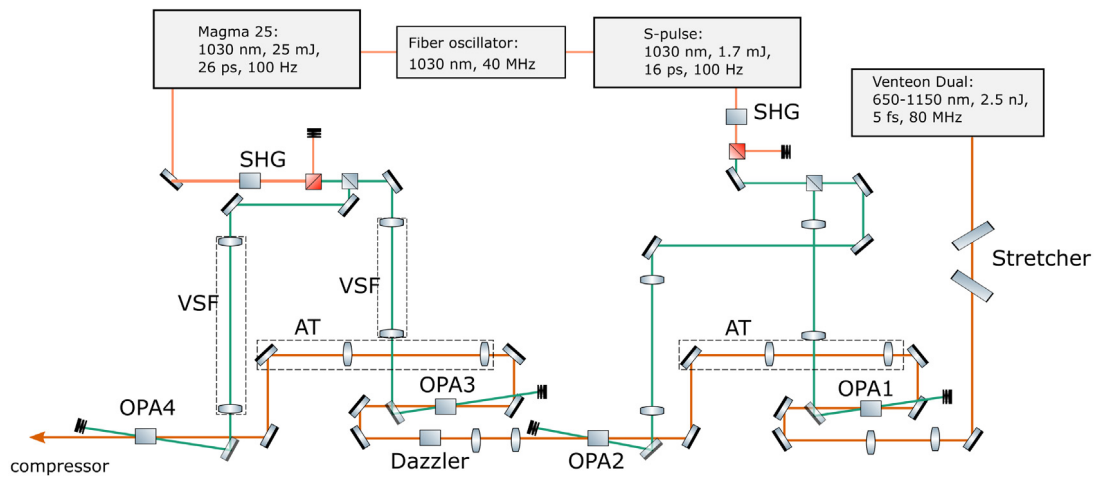 Magma 25:
1030 nm, 25 mJ,
26 ps, 100 Hz
Fiber oscillator:
1030 nm, 40 MHz
S-pulse:
1030 nm, 1.7 mJ,
16 ps, 100 Hz
Venteon Dual:
650-1150 nm, 2.5 nJ,
5 fs, 80 MHz
SHG
SHG
Stretcher
VSF
VSF
AT
AT
OPA4
OPA3
OPA1
Dazzler
OPA2
compressor